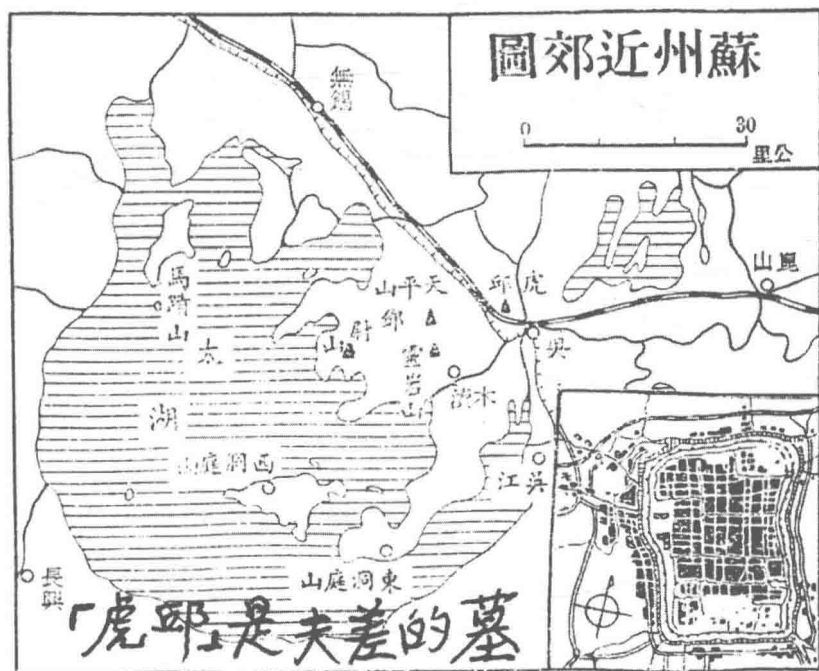 蘇州近郊圖
0 30
公里
無錫
崑山
虎邱
天平山
鄧尉山
靈岩山
吳
木瀆
馬蹟山
太湖
西洞庭山
吳江
東洞庭山
長興
「虎邱」是夫差的墓